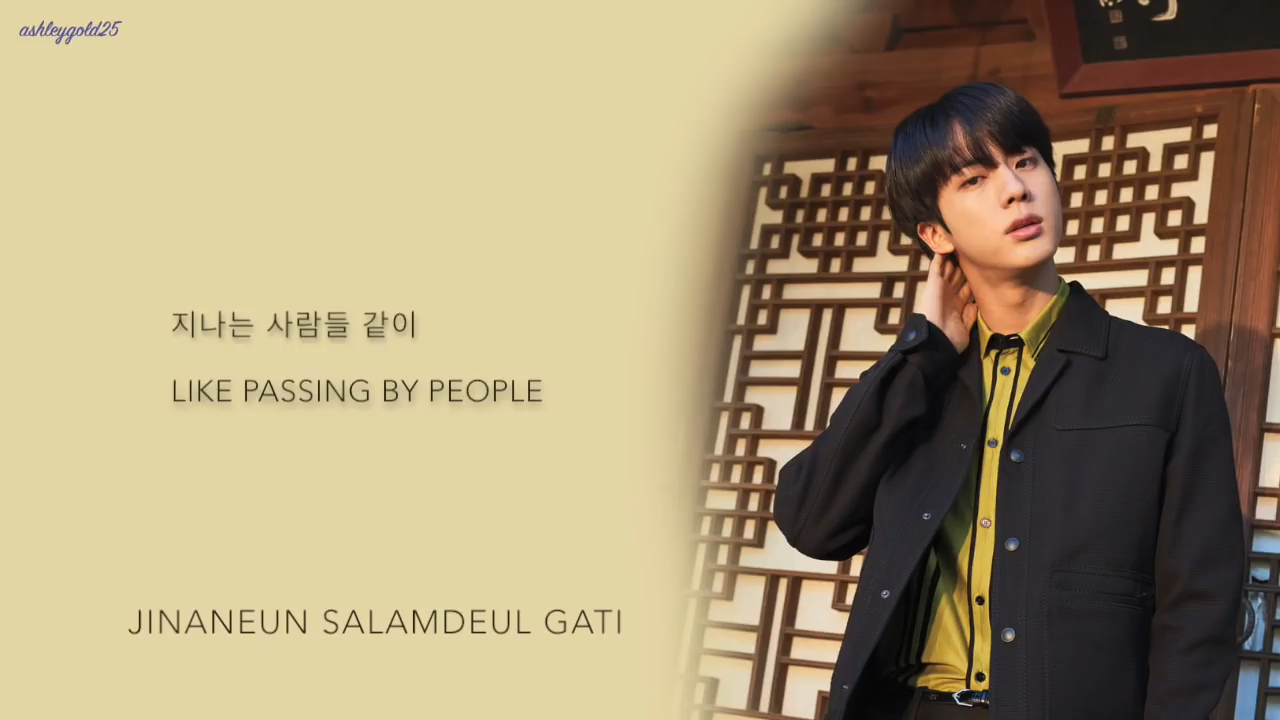 ashleygold25
지나는 사람들 같이
LIKE PASSING BY PEOPLE
JINANEUN SALAMDEUL GATI